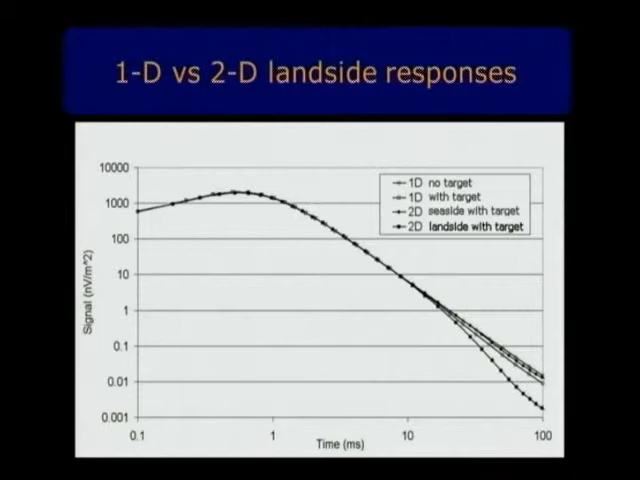 1-D vs 2-D landside responses
10000
1000
100
10
1
0.1
0.01
0.001
Signal (nV/m^2)
1D no target
1D with target
2D seaside with target
2D landside with target
0.1
1
10
100
Time (ms)